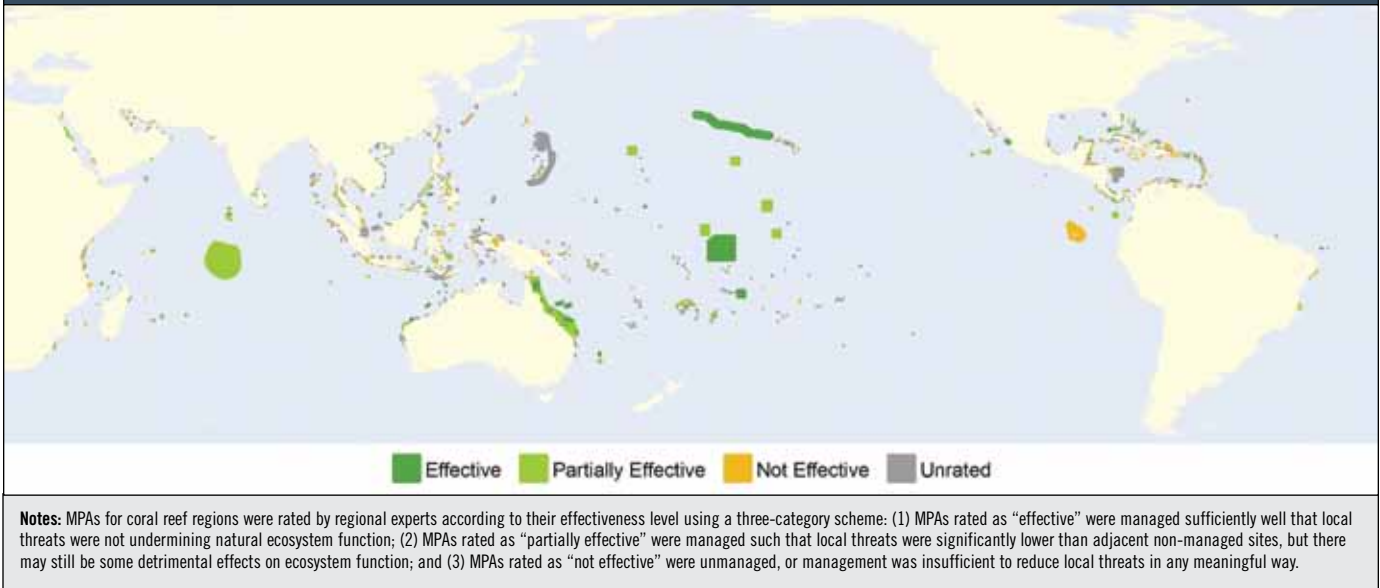 Effective Partially Effective Not Effective Unrated
Notes: MPAs for coral reef regions were rated by regional experts according to their effectiveness level using a three-category scheme: (1) MPAs rated as “effective” were managed sufficiently well that local
threats were not undermining natural ecosystem function; (2) MPAs rated as “partially effective” were managed such that local threats were significantly lower than adjacent non-managed sites, but there
may still be some detrimental effects on ecosystem function; and (3) MPAs rated as “not effective” were unmanaged, or management was insufficient to reduce local threats in any meaningful way.